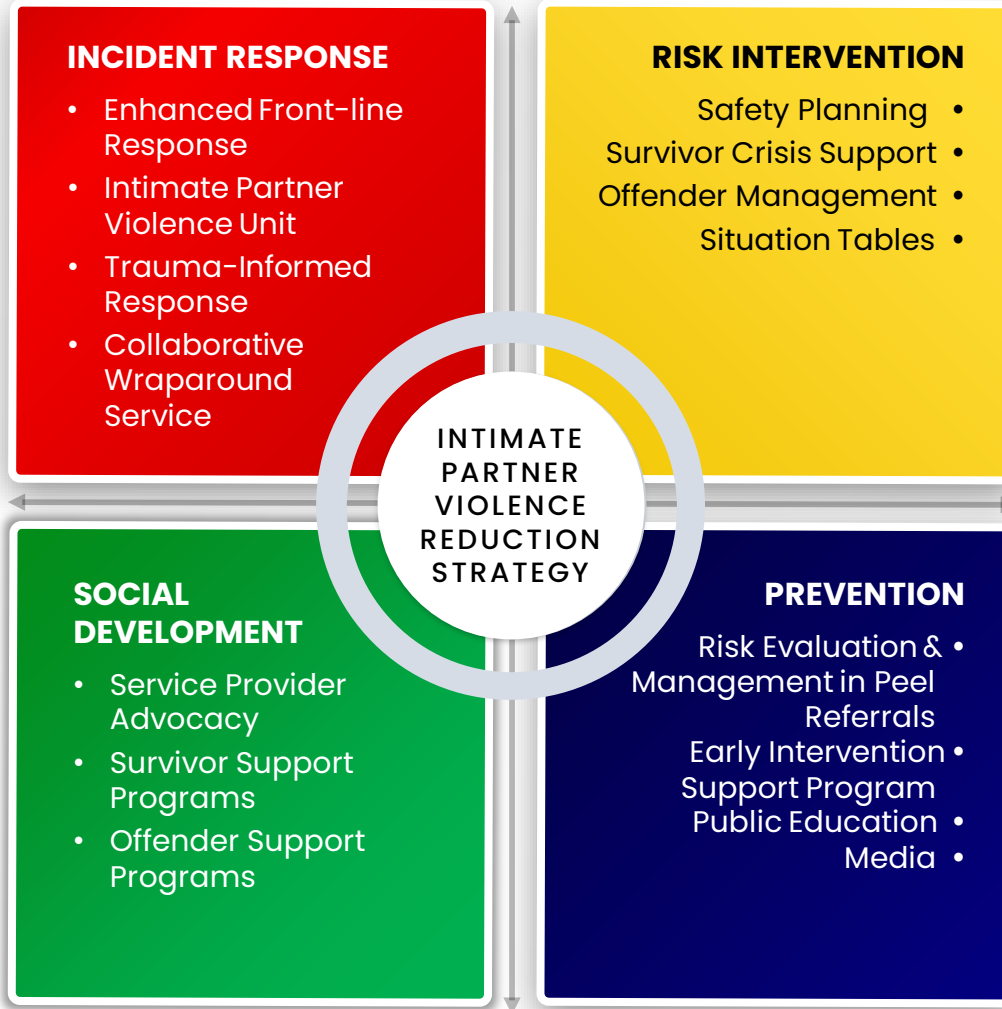 INCIDENT RESPONSE
• Enhanced Front-line
Response
• Intimate Partner
Violence Unit
• Trauma-Informed
Response
• Collaborative
Wraparound
Service
RISK INTERVENTION
Safety Planning •
Survivor Crisis Support •
Offender Management •
Situation Tables •
INTIMATE
PARTNER
VIOLENCE
REDUCTION
STRATEGY
SOCIAL
DEVELOPMENT
• Service Provider
Advocacy
• Survivor Support
Programs
• Offender Support
Programs
PREVENTION
Risk Evaluation & •
Management in Peel
Referrals
Early Intervention •
Support Program
Public Education •
Media •